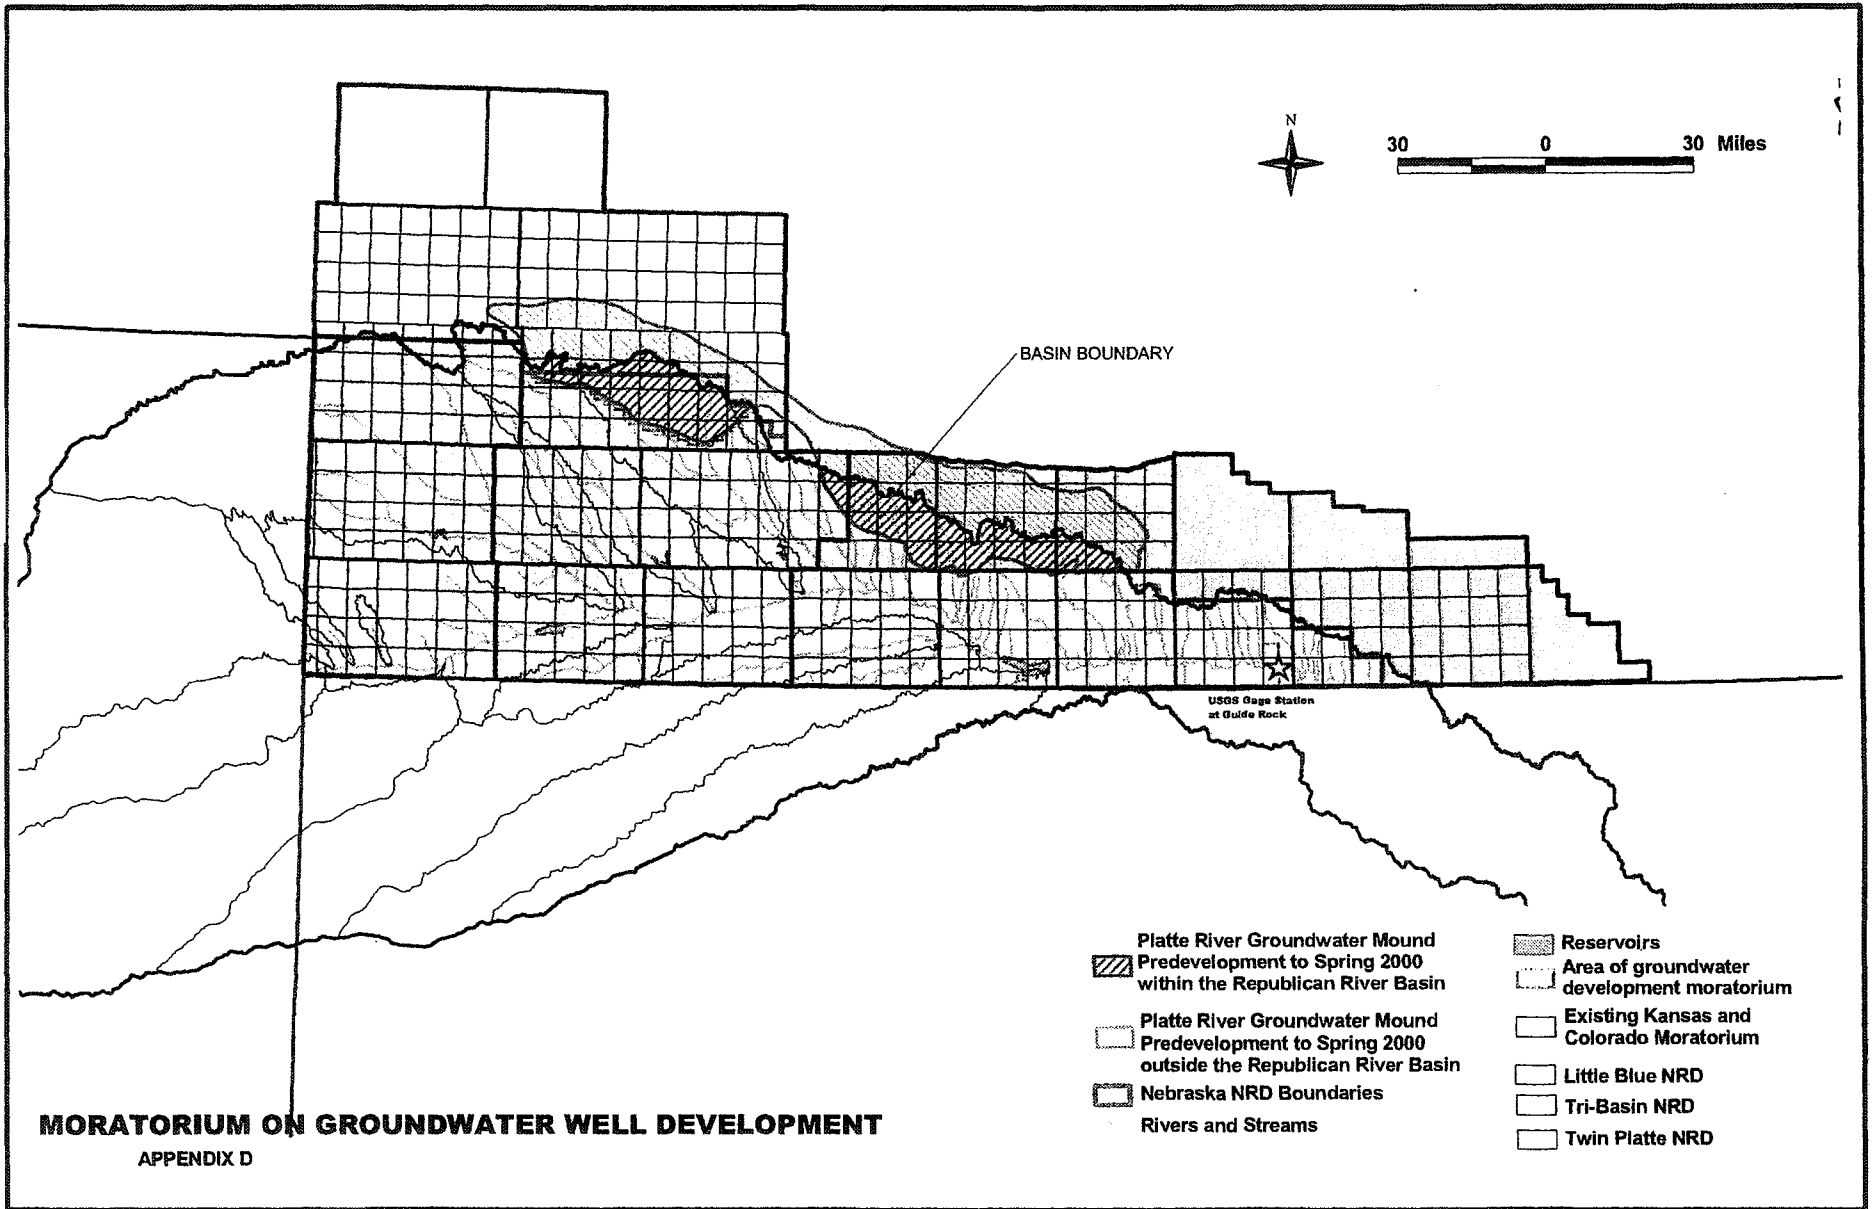 N
30 0 30 Miles
BASIN BOUNDARY
USGS Gage Station
at Guide Rock
Platte River Groundwater Mound
Predevelopment to Spring 2000
within the Republican River Basin
Platte River Groundwater Mound
Predevelopment to Spring 2000
outside the Republican River Basin
Nebraska NRD Boundaries
Rivers and Streams
Reservoirs
Area of groundwater
development moratorium
Existing Kansas and
Colorado Moratorium
Little Blue NRD
Tri-Basin NRD
Twin Platte NRD
MORATORIUM ON GROUNDWATER WELL DEVELOPMENT
APPENDIX D